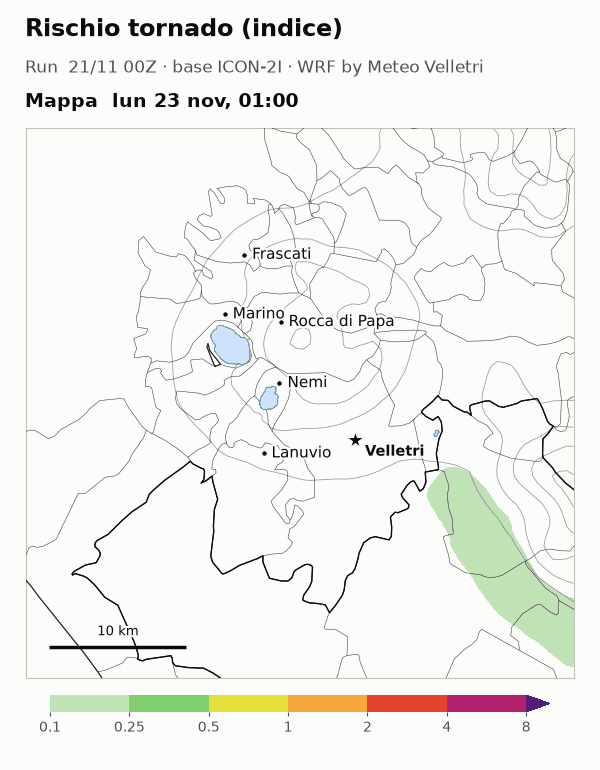 Rischio tornado (indice)
Run  21/11 00Z · base ICON-2I · WRF by Meteo Velletri
Mappa  lun 23 nov, 01:00
Frascati
Marino
Rocca di Papa
Nemi
Velletri
Lanuvio
10 km
0.1 0.25 0.5 1 2 4 8